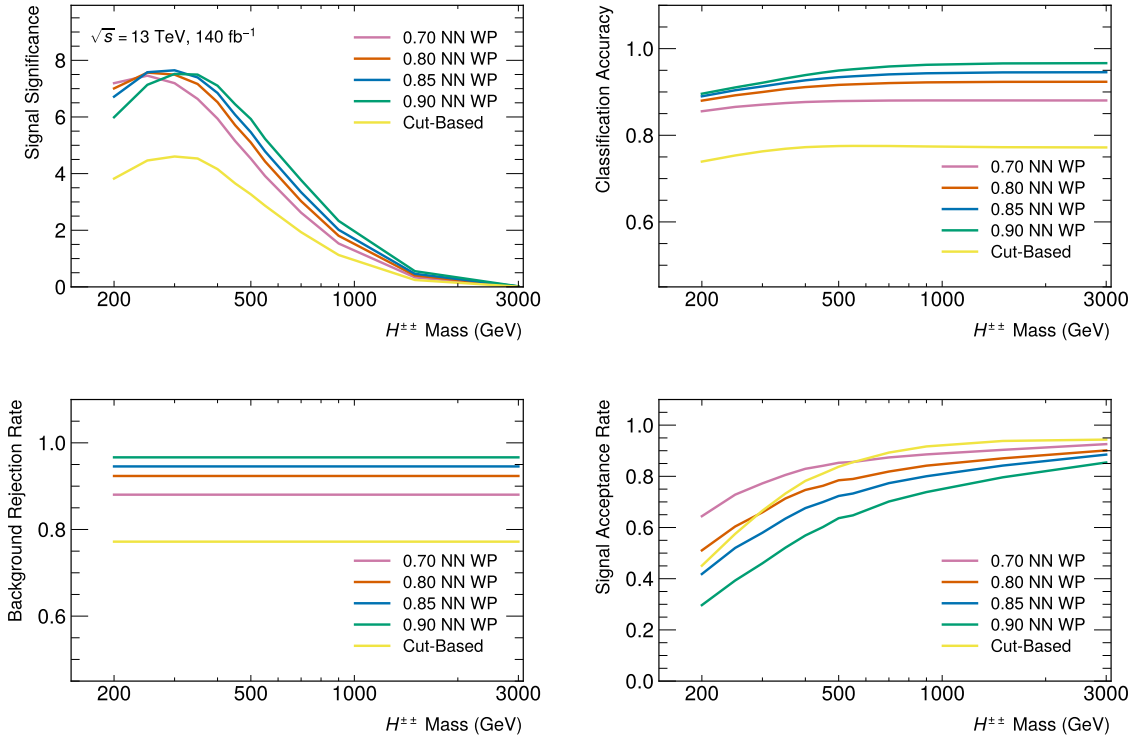 Signal Significance
8
6
4
2
0
√s = 13 TeV, 140 fb⁻¹
0.70 NN WP
0.80 NN WP
0.85 NN WP
0.90 NN WP
Cut-Based
200 500 1000 3000
H±± Mass (GeV)
Classification Accuracy
1.0
0.8
0.6
0.70 NN WP
0.80 NN WP
0.85 NN WP
0.90 NN WP
Cut-Based
200 500 1000 3000
H±± Mass (GeV)
Background Rejection Rate
1.0
0.8
0.6
0.70 NN WP
0.80 NN WP
0.85 NN WP
0.90 NN WP
Cut-Based
200 500 1000 3000
H±± Mass (GeV)
Signal Acceptance Rate
1.0
0.8
0.6
0.4
0.2
0.0
0.70 NN WP
0.80 NN WP
0.85 NN WP
0.90 NN WP
Cut-Based
200 500 1000 3000
H±± Mass (GeV)